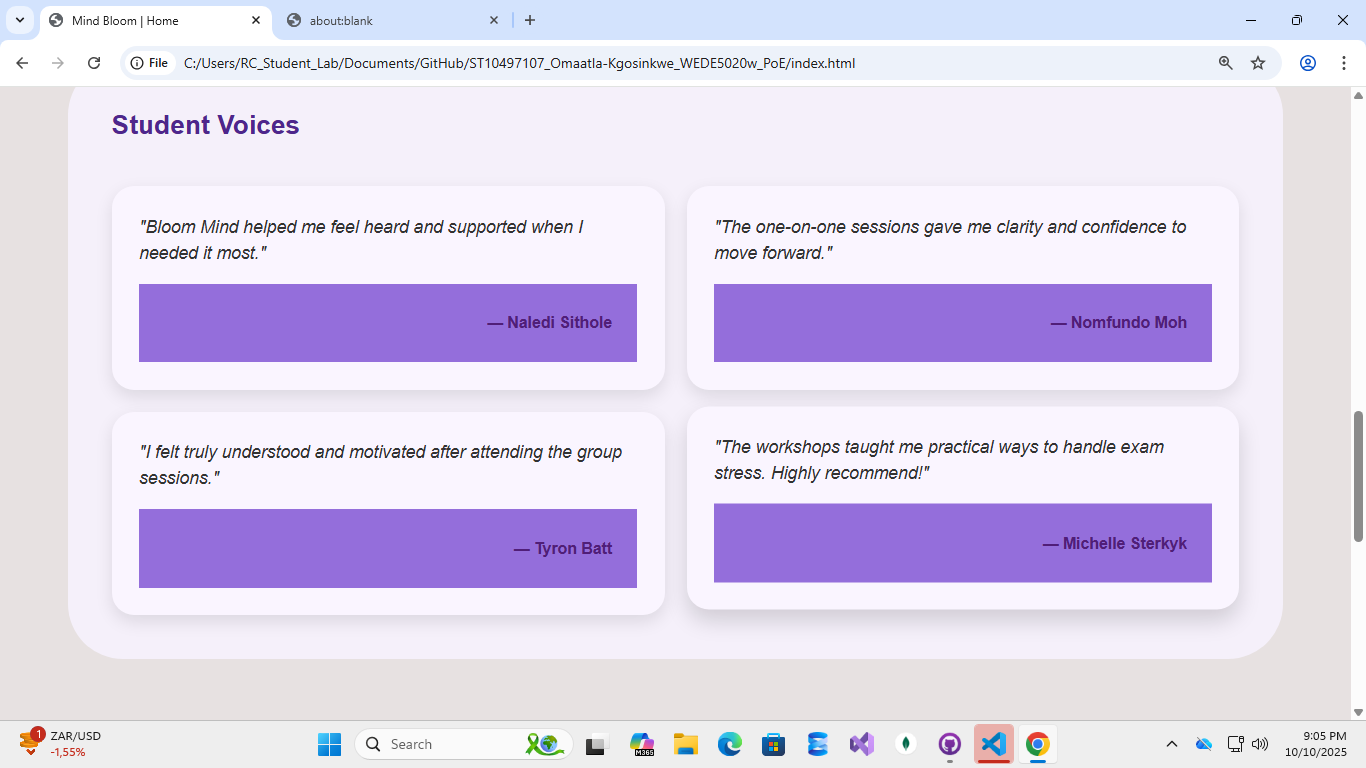 Mind Bloom | Home
about:blank
File
C:/Users/RC_Student_Lab/Documents/GitHub/ST10497107_Omaatla-Kgosinkwe_WEDE5020w_PoE/index.html
Student Voices
"Bloom Mind helped me feel heard and supported when I
needed it most."
— Naledi Sithole
"The one-on-one sessions gave me clarity and confidence to
move forward."
— Nomfundo Moh
"I felt truly understood and motivated after attending the group
sessions."
— Tyron Batt
"The workshops taught me practical ways to handle exam
stress. Highly recommend!"
— Michelle Sterkyk
1
ZAR/USD
-1,55%
Search
M365
9:05 PM
10/10/2025